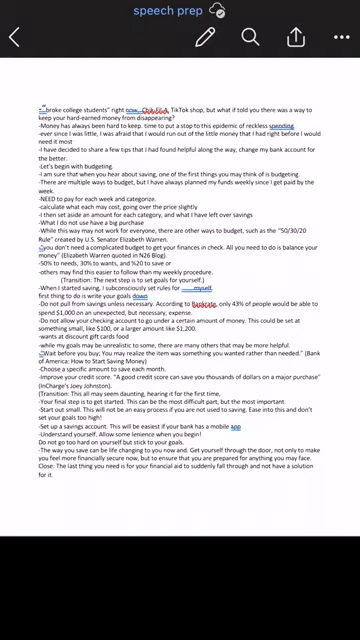 speech prep
"broke college students" right now, Chik-Fil-A, TikTok shop, but what if told you there was a way to
keep your hard-earned money from disappearing?
-Money has always been hard to keep. time to put a stop to this epidemic of reckless spending
-ever since I was little, I was afraid that I would run out of the little money that I had right before I would
need it most
-I have decided to share a few tips that I had found helpful along the way, change my bank account
for the better.
-Let's begin with budgeting.
-I am sure that when you hear about saving, one of the first things you may think of is budgeting.
-There are multiple ways to budget, but I have always planned my funds weekly since I get paid by the
week.
-NEED to pay for each week and categorize.
-calculate what each may cost, going over the price slightly
-I then set aside an amount for each category, and what I have left over savings
-What I do not use have a big purchase
-While this way may not work for everyone, there are other ways to budget, such as the "50/30/20
Rule" created by U.S. Senator Elizabeth Warren.
-"you don't need a complicated budget to get your finances in check. All you need to do is balance your
money" (Elizabeth Warren quoted in N26 Blog).
-50% to needs, 30% to wants, and %20 to save or
-others may find this easier to follow than my weekly procedure.
(Transition: The next step is to set goals for yourself.)
-When I started saving, I subconsciously set rules for myself.
first thing to do is write your goals down
-Do not pull from savings unless necessary. According to Bankrate, only 43% of people would be able to
spend $1,000 on an unexpected, but necessary, expense.
-Do not allow your checking account to go under a certain amount of money. This could be set at
something small, like $100, or a larger amount like $1,200.
-wants at discount gift cards food
-while my goals may be unrealistic to some, there are many others that may be more helpful.
-"Wait before you buy: You may realize the item was something you wanted rather than needed." (Bank
of America: How to Start Saving Money)
-Choose a specific amount to save each month.
-Improve your credit score. "A good credit score can save you thousands of dollars on a major purchase"
(InCharge's Joey Johnston).
(Transition: This all may seem daunting, hearing it for the first time,
-Your final step is to get started. This can be the most difficult part, but the most important.
-Start out small. This will not be an easy process if you are not used to saving. Ease into this and don't
set your goals too high!
-Set up a savings account. This will be easiest if your bank has a mobile app
-Understand yourself. Allow some lenience when you begin!
Do not go too hard on yourself but stick to your goals.
-The way you save can be life changing to you now and. Get yourself through the door, not only to make
you feel more financially secure now, but to ensure that you are prepared for anything you may face.
Close: The last thing you need is for your financial aid to suddenly fall through and not have a solution
for it.